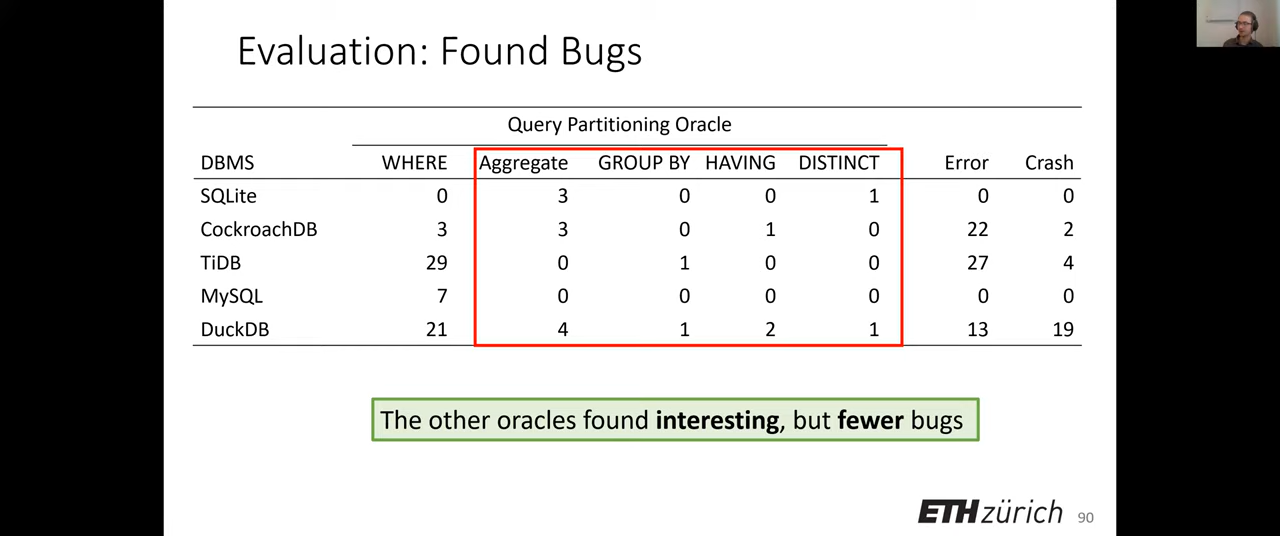 Evaluation: Found Bugs
Query Partitioning Oracle
DBMS WHERE Aggregate GROUP BY HAVING DISTINCT Error Crash
SQLite 0 3 0 0 1 0 0
CockroachDB 3 3 0 1 0 22 2
TiDB 29 0 1 0 0 27 4
MySQL 7 0 0 0 0 0 0
DuckDB 21 4 1 2 1 13 19
The other oracles found interesting, but fewer bugs
ETH zürich 90